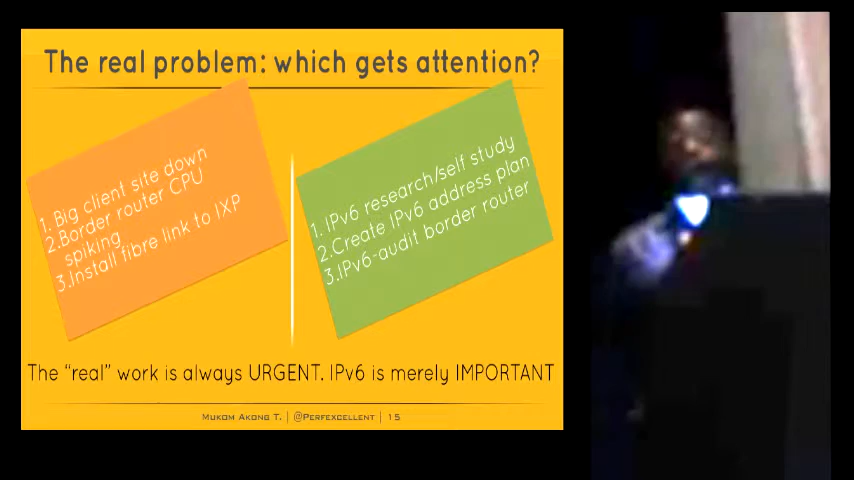 The real problem: which gets attention?
1. Big client site down
2.Border router CPU
spiking
3.Install fibre link to IXP
1. IPv6 research/self study
2.Create IPv6 address plan
3.IPv6-audit border router
The “real” work is always URGENT. IPv6 is merely IMPORTANT
Mukom Akong T. | @Perfexcellent | 15